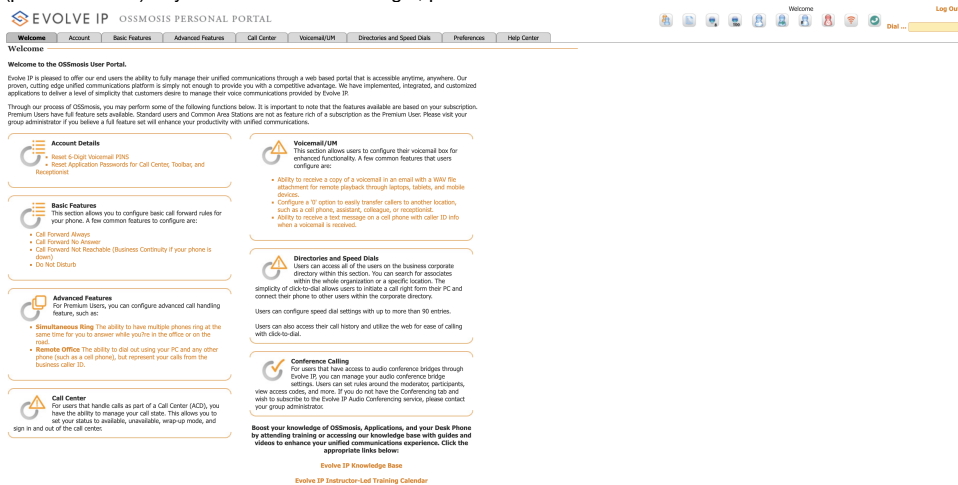 EVOLVE IP OSSMOSIS PERSONAL PORTAL
Welcome
Log Ou
Dial ...
Welcome Account Basic Features Advanced Features Call Center Voicemail/UM Directories and Speed Dials Preferences Help Center
Welcome
Welcome to the OSSmosis User Portal.
Evolve IP is pleased to offer our end users the ability to fully manage their unified communications through a web based portal that is accessible anytime, anywhere. Our
proven, cutting edge unified communications platform is simply not enough to provide you with a competitive advantage. We have implemented, integrated, and customized
applications to deliver a level of simplicity that customers desire to manage their voice communications provided by Evolve IP.
Through our process of OSSmosis, you may perform some of the following functions below. It is important to note that the features available are based on your subscription.
Premium Users have full feature sets available. Standard users and Common Area Stations are not as feature rich of a subscription as the Premium User. Please visit your
group administrator if you believe a full feature set will enhance your productivity with unified communications.
Account Details
• Reset 6-Digit Voicemail PINS
• Reset Application Passwords for Call Center, Toolbar, and
Receptionist
Basic Features
This section allows you to configure basic call forward rules for
your phone. A few common features to configure are:
• Call Forward Always
• Call Forward No Answer
• Call Forward Not Reachable (Business Continuity if your phone is
down)
• Do Not Disturb
Advanced Features
For Premium Users, you can configure advanced call handling
feature, such as:
• Simultaneous Ring The ability to have multiple phones ring at the
same time for you to answer while you?re in the office or on the
road.
• Remote Office The ability to dial out using your PC and any other
phone (such as a cell phone), but represent your calls from the
business caller ID.
Call Center
For users that handle calls as part of a Call Center (ACD), you
have the ability to manage your call state. This allows you to
set your status to available, unavailable, wrap-up mode, and
sign in and out of the call center.
Voicemail/UM
This section allows users to configure their voicemail box for
enhanced functionality. A few common features that users
configure are:
• Ability to receive a copy of a voicemail in an email with a WAV file
attachment for remote playback through laptops, tablets, and mobile
devices.
• Configure a '0' option to easily transfer callers to another location,
such as a cell phone, assistant, colleague, or receptionist.
• Ability to receive a text message on a cell phone with caller ID info
when a voicemail is received.
Directories and Speed Dials
Users can access all of the users on the business corporate
directory within this section. You can search for associates
within the whole organization or a specific location. The
simplicity of click-to-dial allows users to initiate a call right form their PC and
connect their phone to other users within the corporate directory.
Users can configure speed dial settings with up to more than 90 entries.
Users can also access their call history and utilize the web for ease of calling
with click-to-dial.
Conference Calling
For users that have access to audio conference bridges through
Evolve IP, you can manage your audio conference bridge
settings. Users can set rules around the moderator, participants,
view access codes, and more. If you do not have the Conferencing tab and
wish to subscribe to the Evolve IP Audio Conferencing service, please contact
your group administrator.
Boost your knowledge of OSSmosis, Applications, and your Desk Phone
by attending training or accessing our knowledge base with guides and
videos to enhance your unified communications experience. Click the
appropriate links below:
Evolve IP Knowledge Base
Evolve IP Instructor-Led Training Calendar